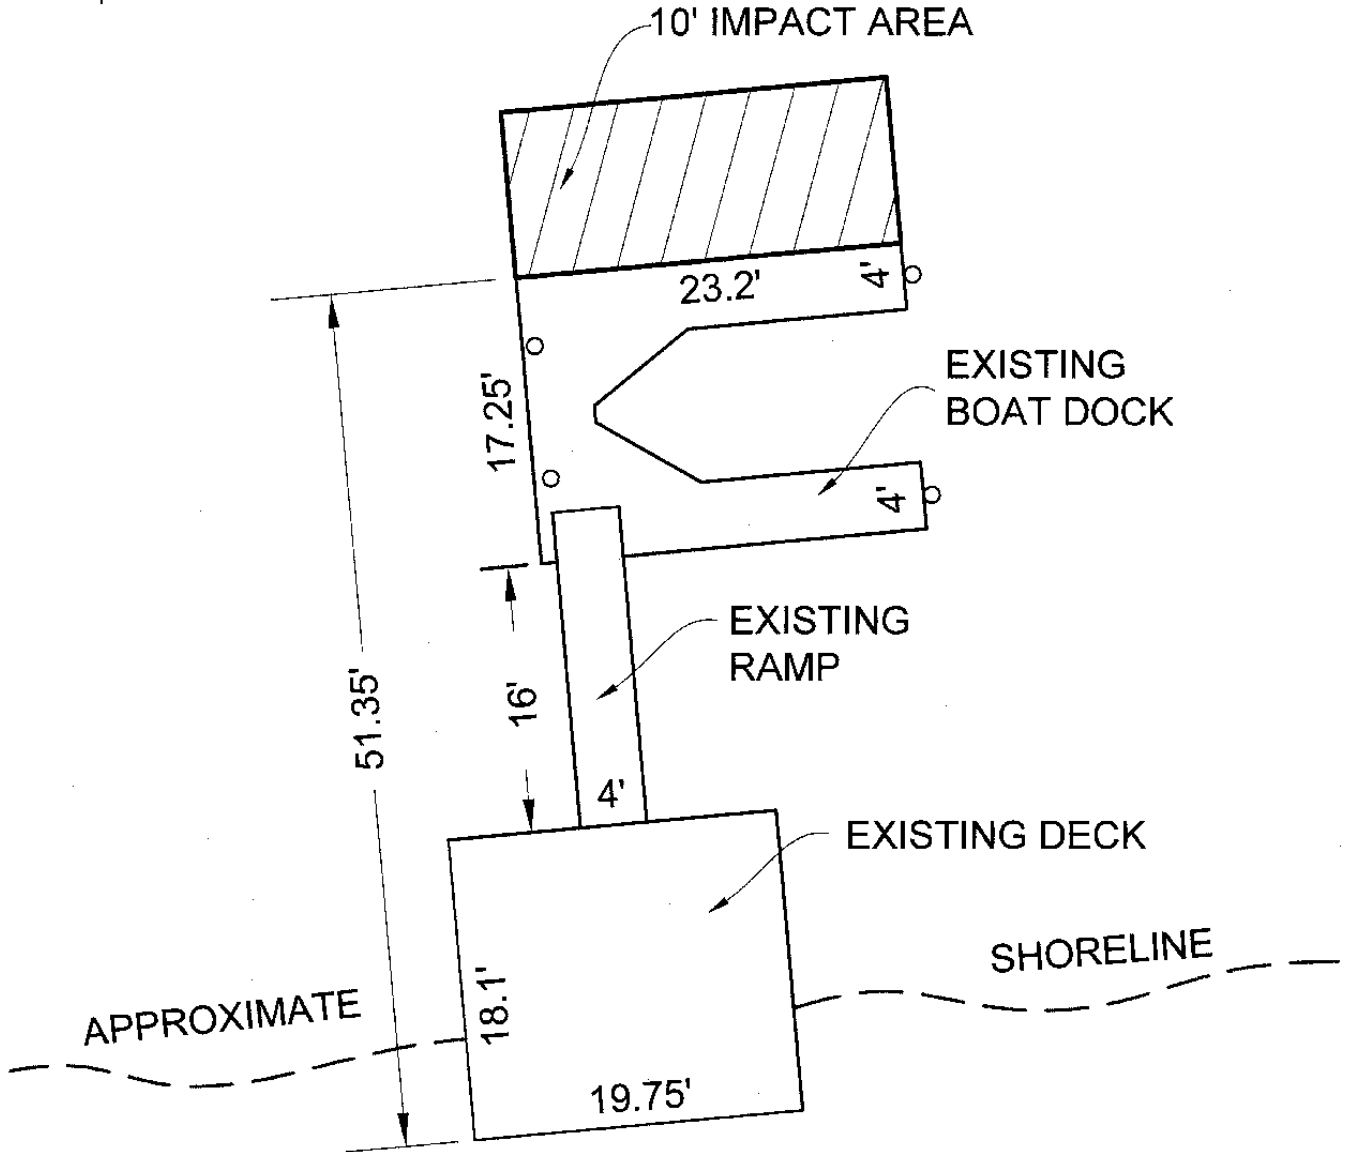 10' IMPACT AREA
23.2'
4'
EXISTING
BOAT DOCK
17.25'
4'
EXISTING
RAMP
16'
51.35'
4'
EXISTING DECK
SHORELINE
APPROXIMATE
18.1'
19.75'